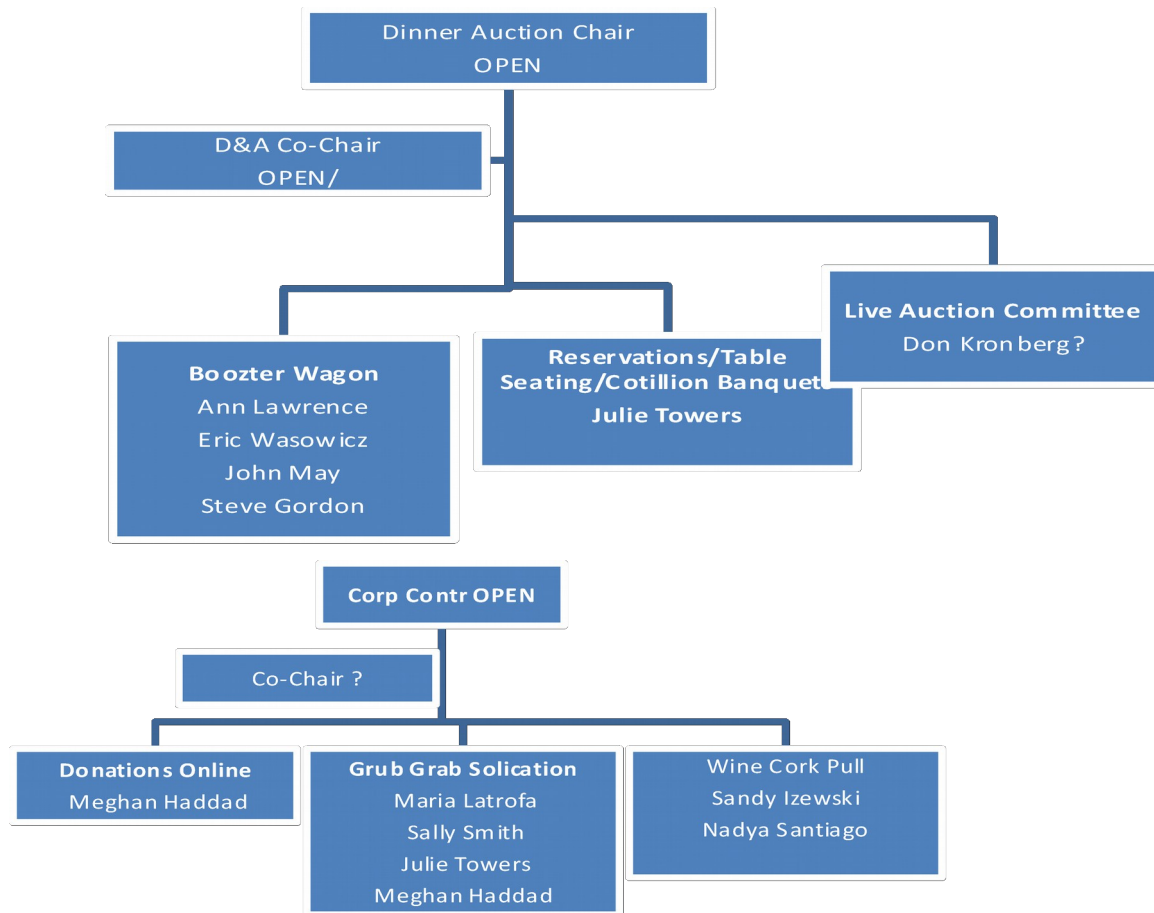 Dinner Auction Chair
OPEN
D&A Co-Chair
OPEN/
Live Auction Committee
Don Kronberg?
Boozter Wagon
Ann Lawrence
Eric Wasowicz
John May
Steve Gordon
Reservations/Table
Seating/Cotillion Banquets
Julie Towers
Corp Contr OPEN
Co-Chair ?
Donations Online
Meghan Haddad
Grub Grab Solication
Maria Latrofa
Sally Smith
Julie Towers
Meghan Haddad
Wine Cork Pull
Sandy Izewski
Nadya Santiago